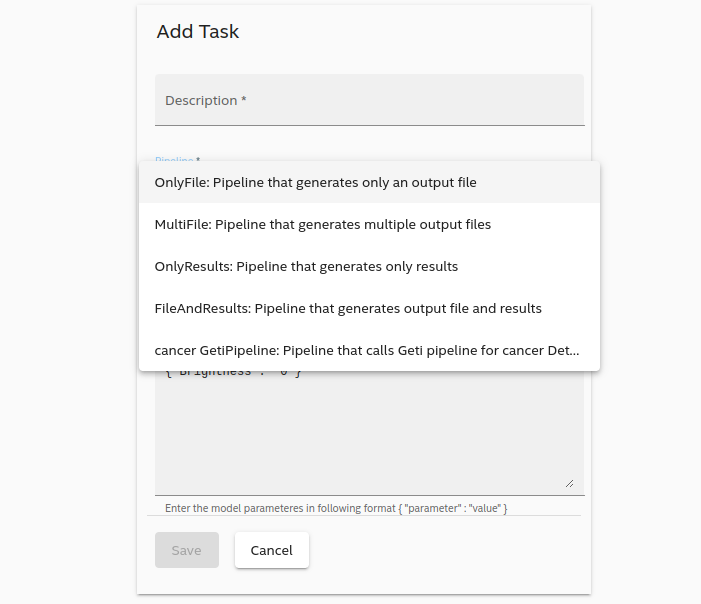 Add Task
Description *
Pipeline *
OnlyFile: Pipeline that generates only an output file
MultiFile: Pipeline that generates multiple output files
OnlyResults: Pipeline that generates only results
FileAndResults: Pipeline that generates output file and results
cancer GetiPipeline: Pipeline that calls Geti pipeline for cancer Det...
{ "Brightness" : "0"}
Enter the model parameteres in following format { "parameter" : "value" }
Save
Cancel